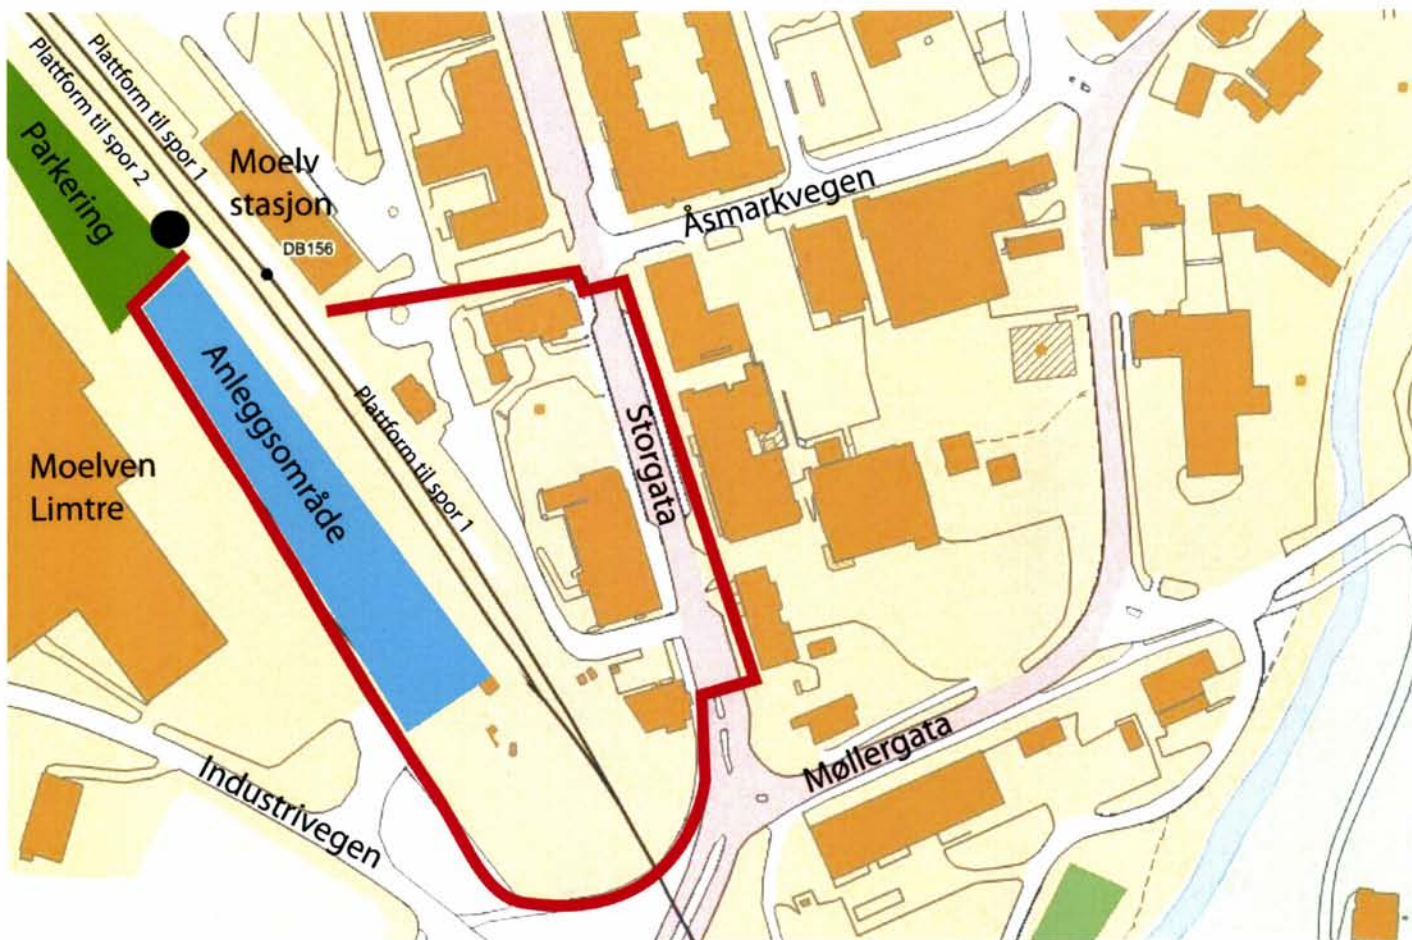 Plattform til spor 1
Plattform til spor 2
Parkering
Moelv
stasjon
DB156
Åsmarkvegen
Anleggsområde
Plattform til spor 1
Storgata
Moelven
Limtre
Møllergata
Industrivegen